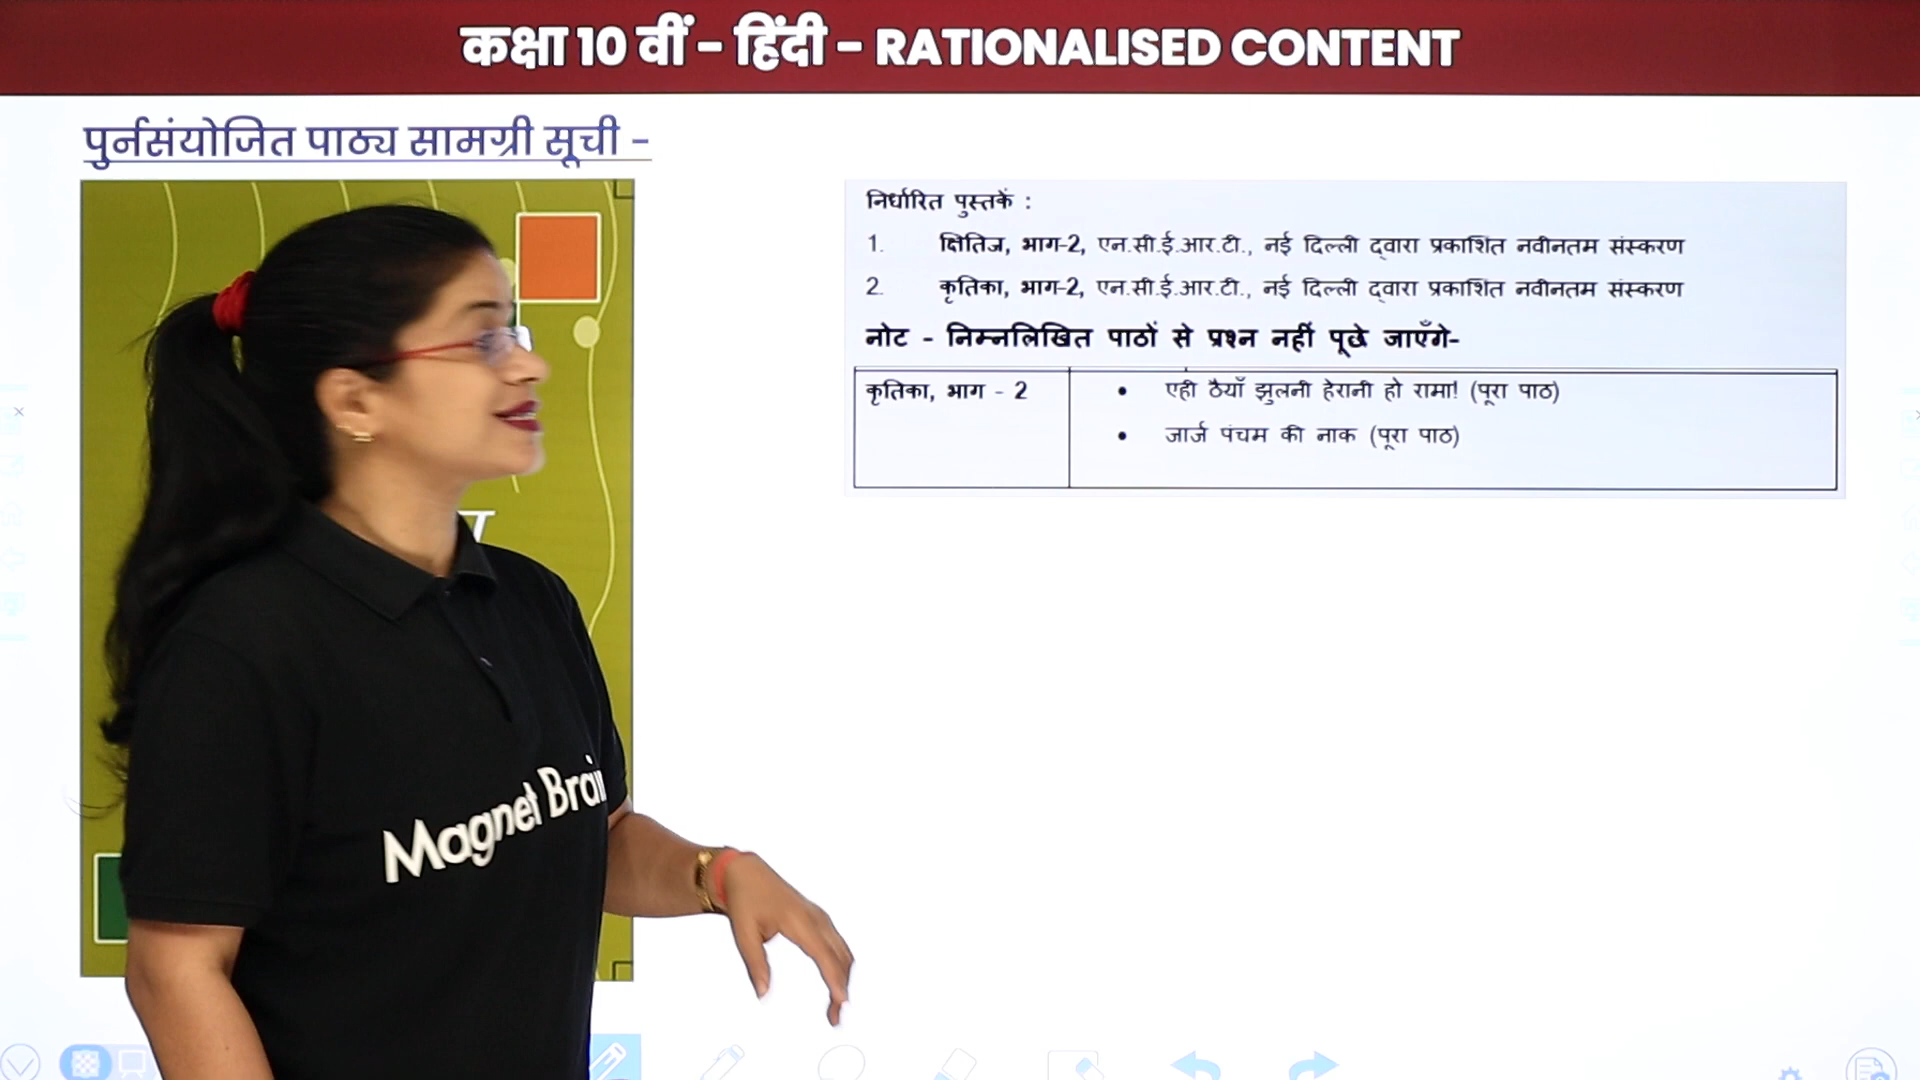 कक्षा 10 वीं - हिंदी - RATIONALISED CONTENT
पुर्नसंयोजित पाठ्य सामग्री सूची -
निर्धारित पुस्तकें :
1. क्षितिज, भाग-2, एन.सी.ई.आर.टी., नई दिल्ली द्वारा प्रकाशित नवीनतम संस्करण
2. कृतिका, भाग-2, एन.सी.ई.आर.टी., नई दिल्ली द्वारा प्रकाशित नवीनतम संस्करण
नोट - निम्नलिखित पाठों से प्रश्न नहीं पूछे जाएँगे-
कृतिका, भाग - 2
• एही ठैयाँ झुलनी हेरानी हो रामा! (पूरा पाठ)
• जार्ज पंचम की नाक (पूरा पाठ)
Magnet